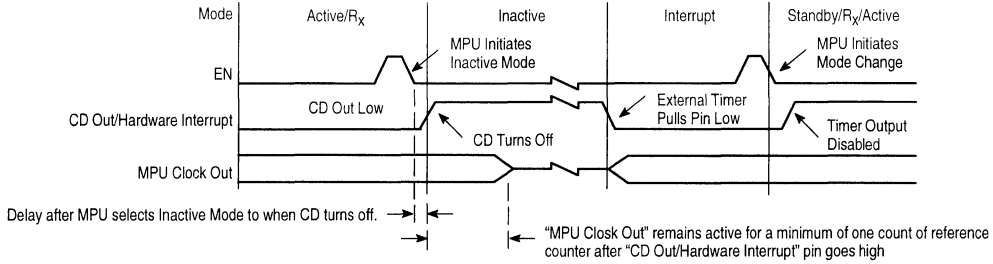 Mode Active/RX Inactive Interrupt Standby/RX/Active
EN
MPU Initiates
Inactive Mode
MPU Initiates
Mode Change
CD Out/Hardware Interrupt
CD Out Low
CD Turns Off
External Timer
Pulls Pin Low
Timer Output
Disabled
MPU Clock Out
Delay after MPU selects Inactive Mode to when CD turns off.
“MPU Closk Out” remains active for a minimum of one count of reference
counter after “CD Out/Hardware Interrupt” pin goes high